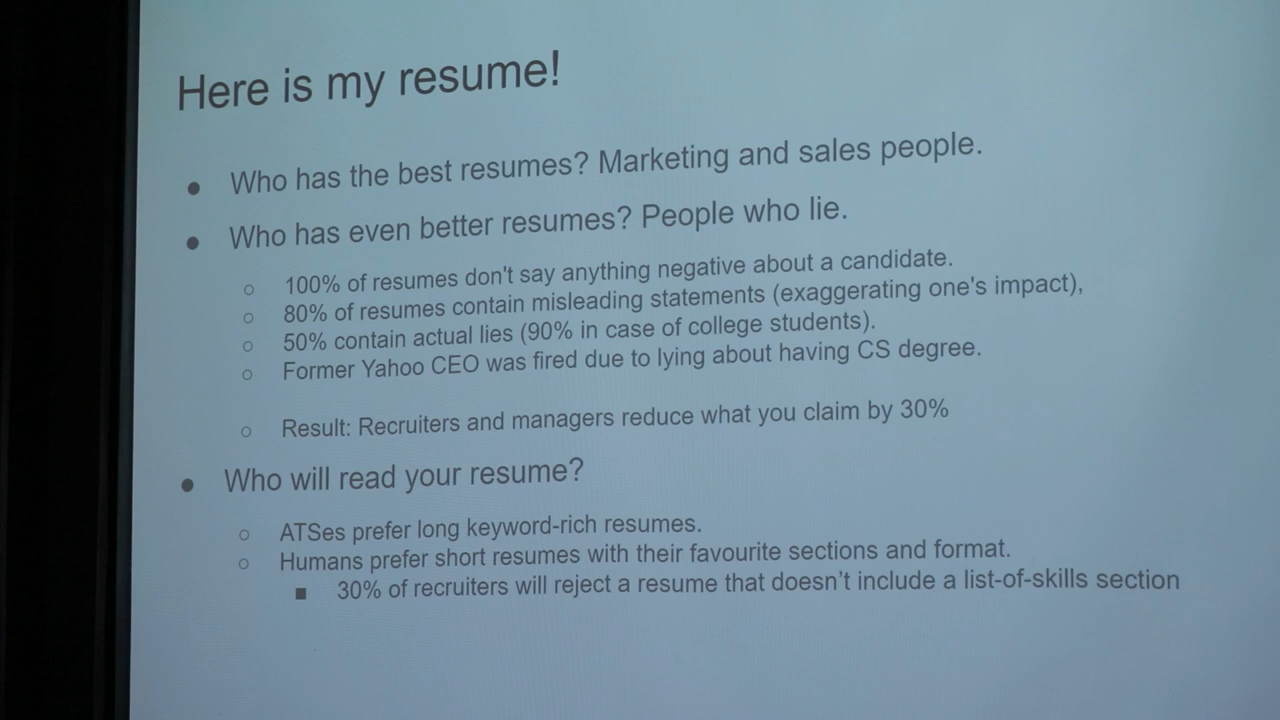 Here is my resume!
● Who has the best resumes? Marketing and sales people.
● Who has even better resumes? People who lie.
○ 100% of resumes don't say anything negative about a candidate.
○ 80% of resumes contain misleading statements (exaggerating one's impact),
○ 50% contain actual lies (90% in case of college students).
○ Former Yahoo CEO was fired due to lying about having CS degree.
○ Result: Recruiters and managers reduce what you claim by 30%
● Who will read your resume?
○ ATSes prefer long keyword-rich resumes.
○ Humans prefer short resumes with their favourite sections and format.
■ 30% of recruiters will reject a resume that doesn’t include a list-of-skills section